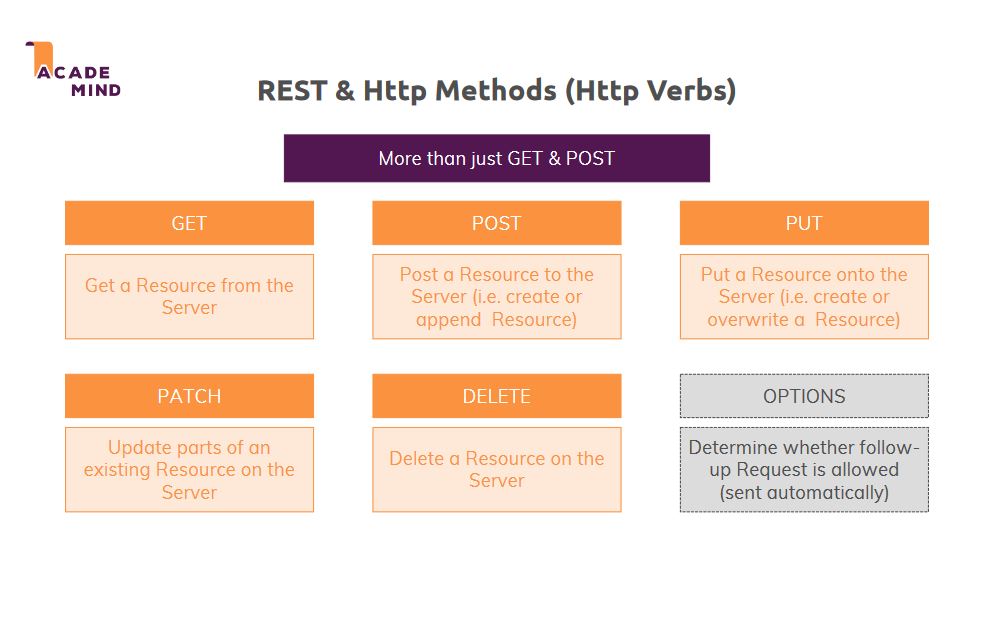 ACADE
MIND
REST & Http Methods (Http Verbs)
More than just GET & POST
GET
POST
PUT
Get a Resource from the
Server
Post a Resource to the
Server (i.e. create or
append  Resource)
Put a Resource onto the
Server (i.e. create or
overwrite a  Resource)
PATCH
DELETE
OPTIONS
Update parts of an
existing Resource on the
Server
Delete a Resource on the
Server
Determine whether follow-
up Request is allowed
(sent automatically)